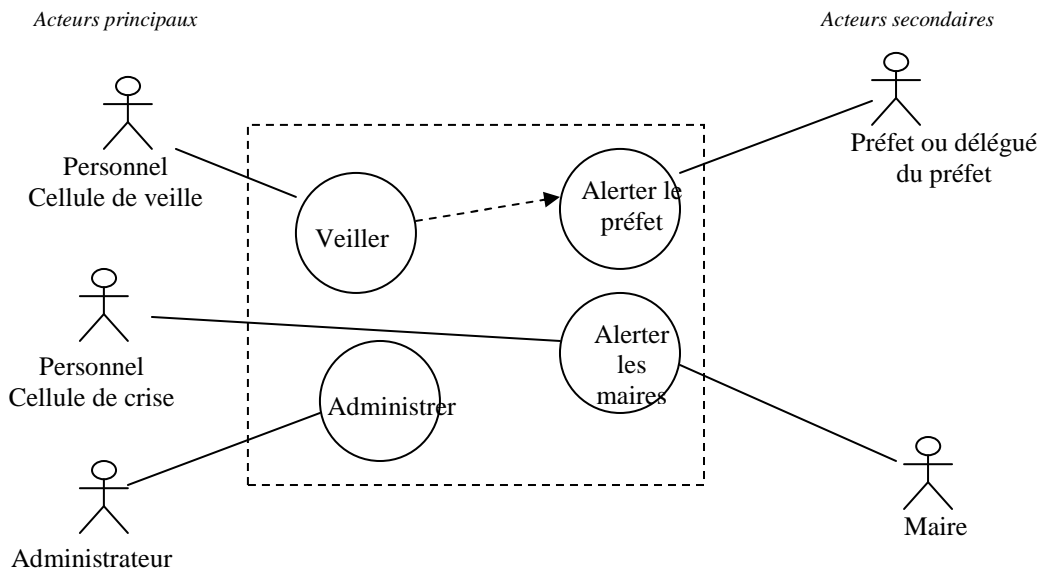 Acteurs principaux
Acteurs secondaires
Personnel
Cellule de veille
Préfet ou délégué
du préfet
Veiller
Alerter le
préfet
Personnel
Cellule de crise
Alerter
les
maires
Administrer
Administrateur
Maire